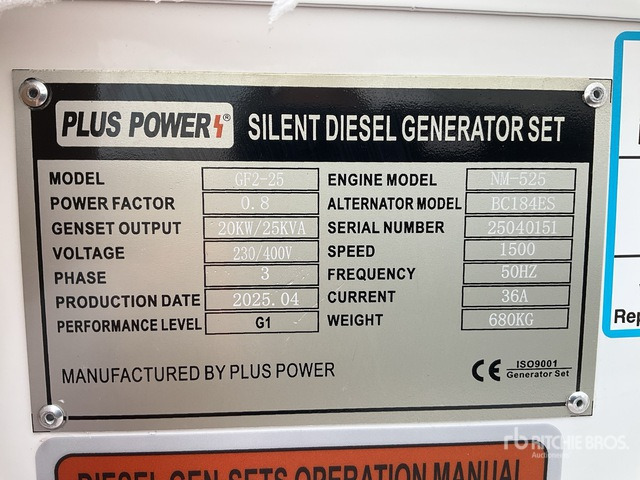 PLUS POWER ® SILENT DIESEL GENERATOR SET
MODEL GF2-25 ENGINE MODEL NM-525
POWER FACTOR 0.8 ALTERNATOR MODEL BC184ES
GENSET OUTPUT 20KW/25KVA SERIAL NUMBER 25040151
VOLTAGE 230/400V SPEED 1500
PHASE 3 FREQUENCY 50HZ
PRODUCTION DATE 2025.04 CURRENT 36A
PERFORMANCE LEVEL G1 WEIGHT 680KG
MANUFACTURED BY PLUS POWER
CE ISO9001
Generator Set
Rep
DIESEL GEN-SETS OPERATION MANUAL
rb RITCHIE BROS.
Auctioneers